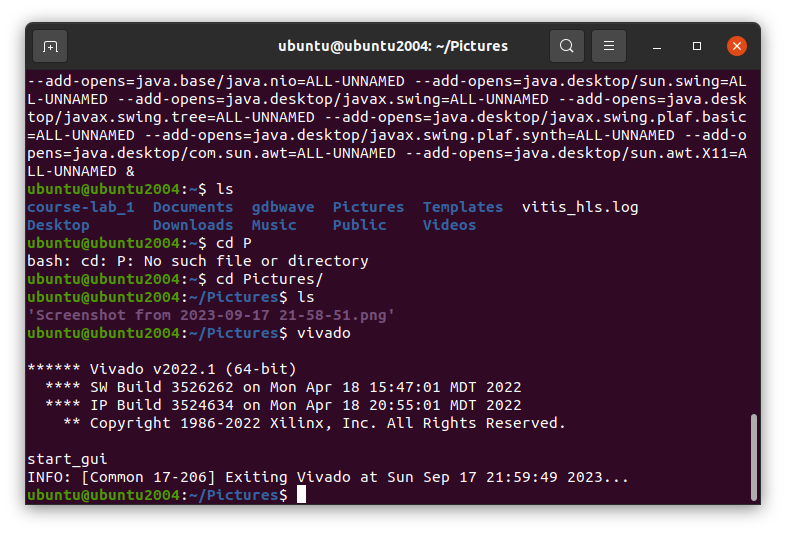 ubuntu@ubuntu2004: ~/Pictures
--add-opens=java.base/java.nio=ALL-UNNAMED --add-opens=java.desktop/sun.swing=AL
L-UNNAMED --add-opens=java.desktop/javax.swing=ALL-UNNAMED --add-opens=java.desk
top/javax.swing.tree=ALL-UNNAMED --add-opens=java.desktop/javax.swing.plaf.basic
=ALL-UNNAMED --add-opens=java.desktop/javax.swing.plaf.synth=ALL-UNNAMED --add-o
pens=java.desktop/com.sun.awt=ALL-UNNAMED --add-opens=java.desktop/sun.awt.X11=A
LL-UNNAMED &
ubuntu@ubuntu2004:~$ ls
course-lab_1  Documents  gdbwave  Pictures  Templates  vitis_hls.log
Desktop       Downloads  Music    Public    Videos
ubuntu@ubuntu2004:~$ cd P
bash: cd: P: No such file or directory
ubuntu@ubuntu2004:~$ cd Pictures/
ubuntu@ubuntu2004:~/Pictures$ ls
'Screenshot from 2023-09-17 21-58-51.png'
ubuntu@ubuntu2004:~/Pictures$ vivado
****** Vivado v2022.1 (64-bit)
  **** SW Build 3526262 on Mon Apr 18 15:47:01 MDT 2022
  **** IP Build 3524634 on Mon Apr 18 20:55:01 MDT 2022
    ** Copyright 1986-2022 Xilinx, Inc. All Rights Reserved.
start_gui
INFO: [Common 17-206] Exiting Vivado at Sun Sep 17 21:59:49 2023...
ubuntu@ubuntu2004:~/Pictures$